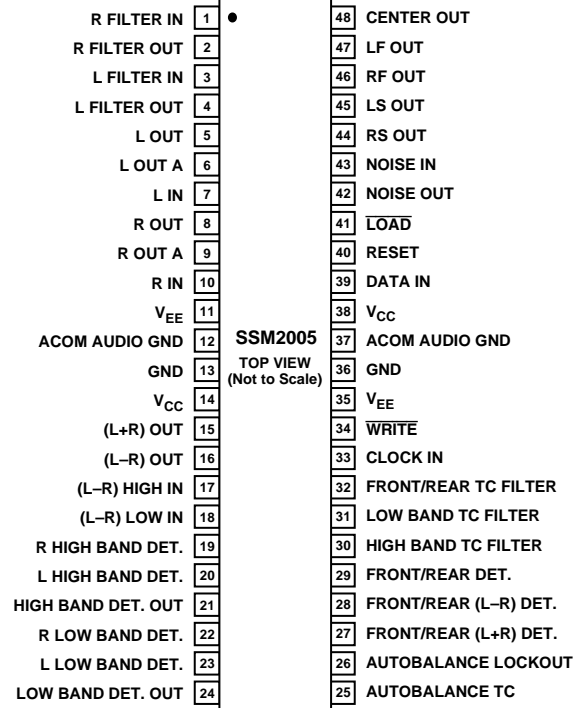 R FILTER IN 1 48 CENTER OUT
R FILTER OUT 2 47 LF OUT
L FILTER IN 3 46 RF OUT
L FILTER OUT 4 45 LS OUT
L OUT 5 44 RS OUT
L OUT A 6 43 NOISE IN
L IN 7 42 NOISE OUT
R OUT 8 41 LOAD
R OUT A 9 40 RESET
R IN 10 39 DATA IN
VEE 11 38 VCC
ACOM AUDIO GND 12 SSM2005 37 ACOM AUDIO GND
GND 13 TOP VIEW 36 GND
(Not to Scale)
VCC 14 35 VEE
(L+R) OUT 15 34 WRITE
(L–R) OUT 16 33 CLOCK IN
(L–R) HIGH IN 17 32 FRONT/REAR TC FILTER
(L–R) LOW IN 18 31 LOW BAND TC FILTER
R HIGH BAND DET. 19 30 HIGH BAND TC FILTER
L HIGH BAND DET. 20 29 FRONT/REAR DET.
HIGH BAND DET. OUT 21 28 FRONT/REAR (L–R) DET.
R LOW BAND DET. 22 27 FRONT/REAR (L+R) DET.
L LOW BAND DET. 23 26 AUTOBALANCE LOCKOUT
LOW BAND DET. OUT 24 25 AUTOBALANCE TC